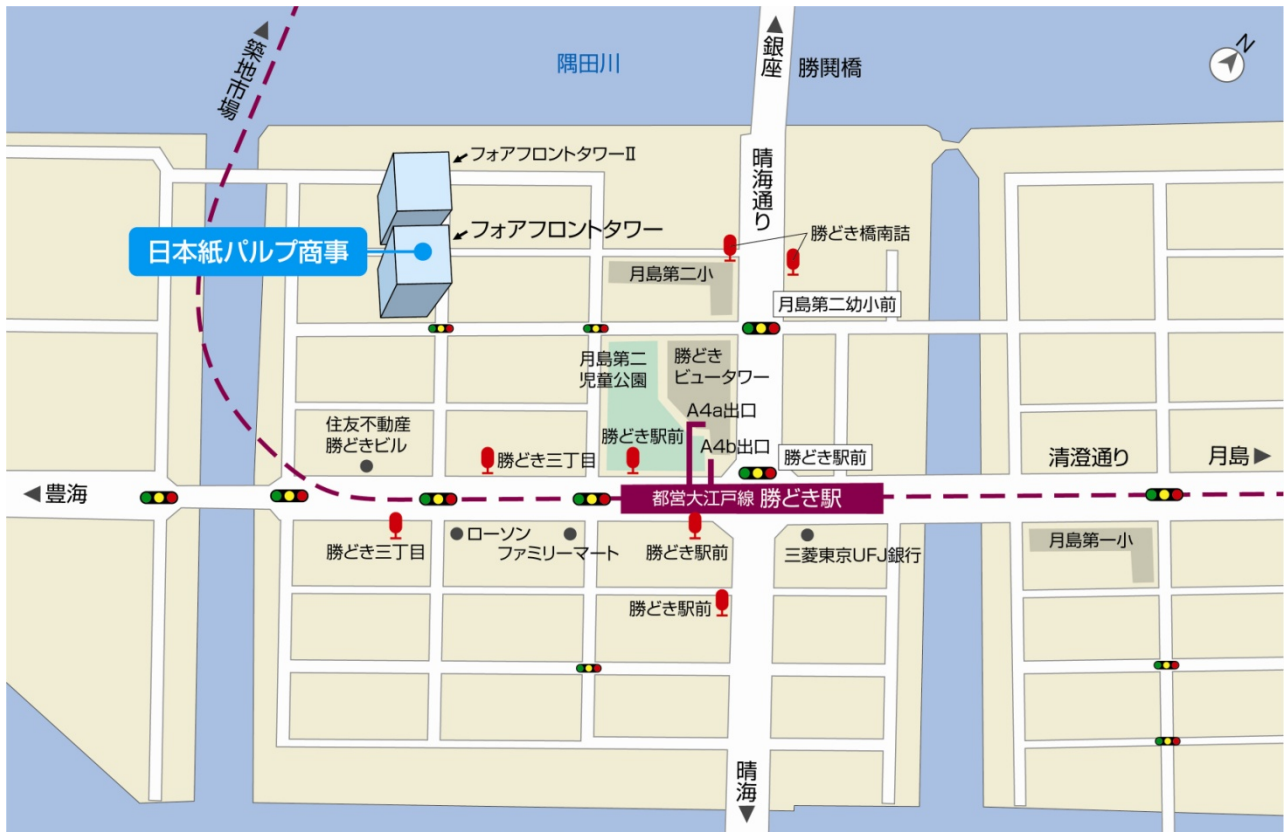 築地市場
隅田川
銀座
勝鬨橋
N
フォアフロントタワーⅡ
フォアフロントタワー
日本紙パルプ商事
晴海通り
勝どき橋南詰
月島第二小
月島第二幼小前
月島第二
児童公園
勝どき
ビュータワー
A4a出口
A4b出口
住友不動産
勝どきビル
勝どき三丁目
勝どき駅前
勝どき駅前
清澄通り
月島
豊海
都営大江戸線 勝どき駅
勝どき三丁目
ローソン
ファミリーマート
勝どき駅前
三菱東京UFJ銀行
月島第一小
勝どき駅前
晴海